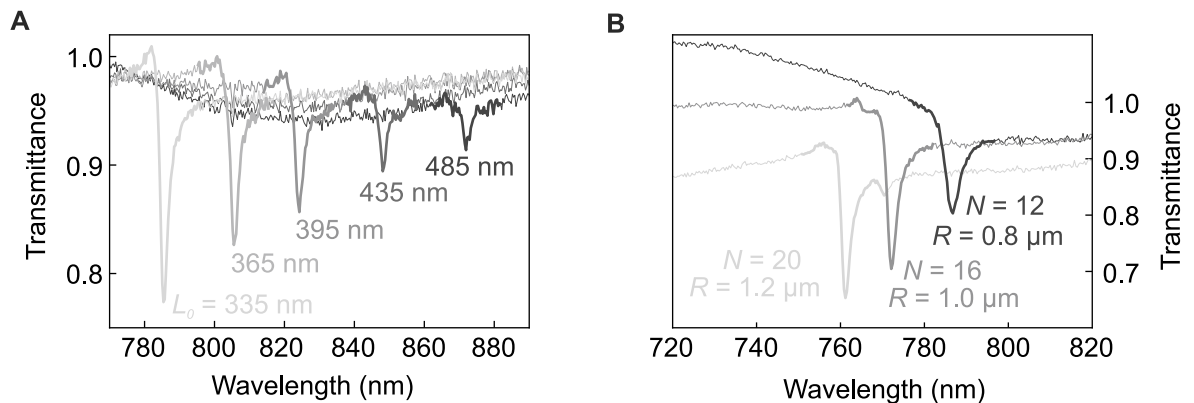 A
Transmittance
1.0
0.9
0.8
485 nm
435 nm
395 nm
365 nm
L₀ = 335 nm
780 800 820 840 860 880
Wavelength (nm)
B
1.0
0.9
0.8
0.7
Transmittance
N = 12
R = 0.8 μm
N = 20
R = 1.2 μm
N = 16
R = 1.0 μm
720 740 760 780 800 820
Wavelength (nm)